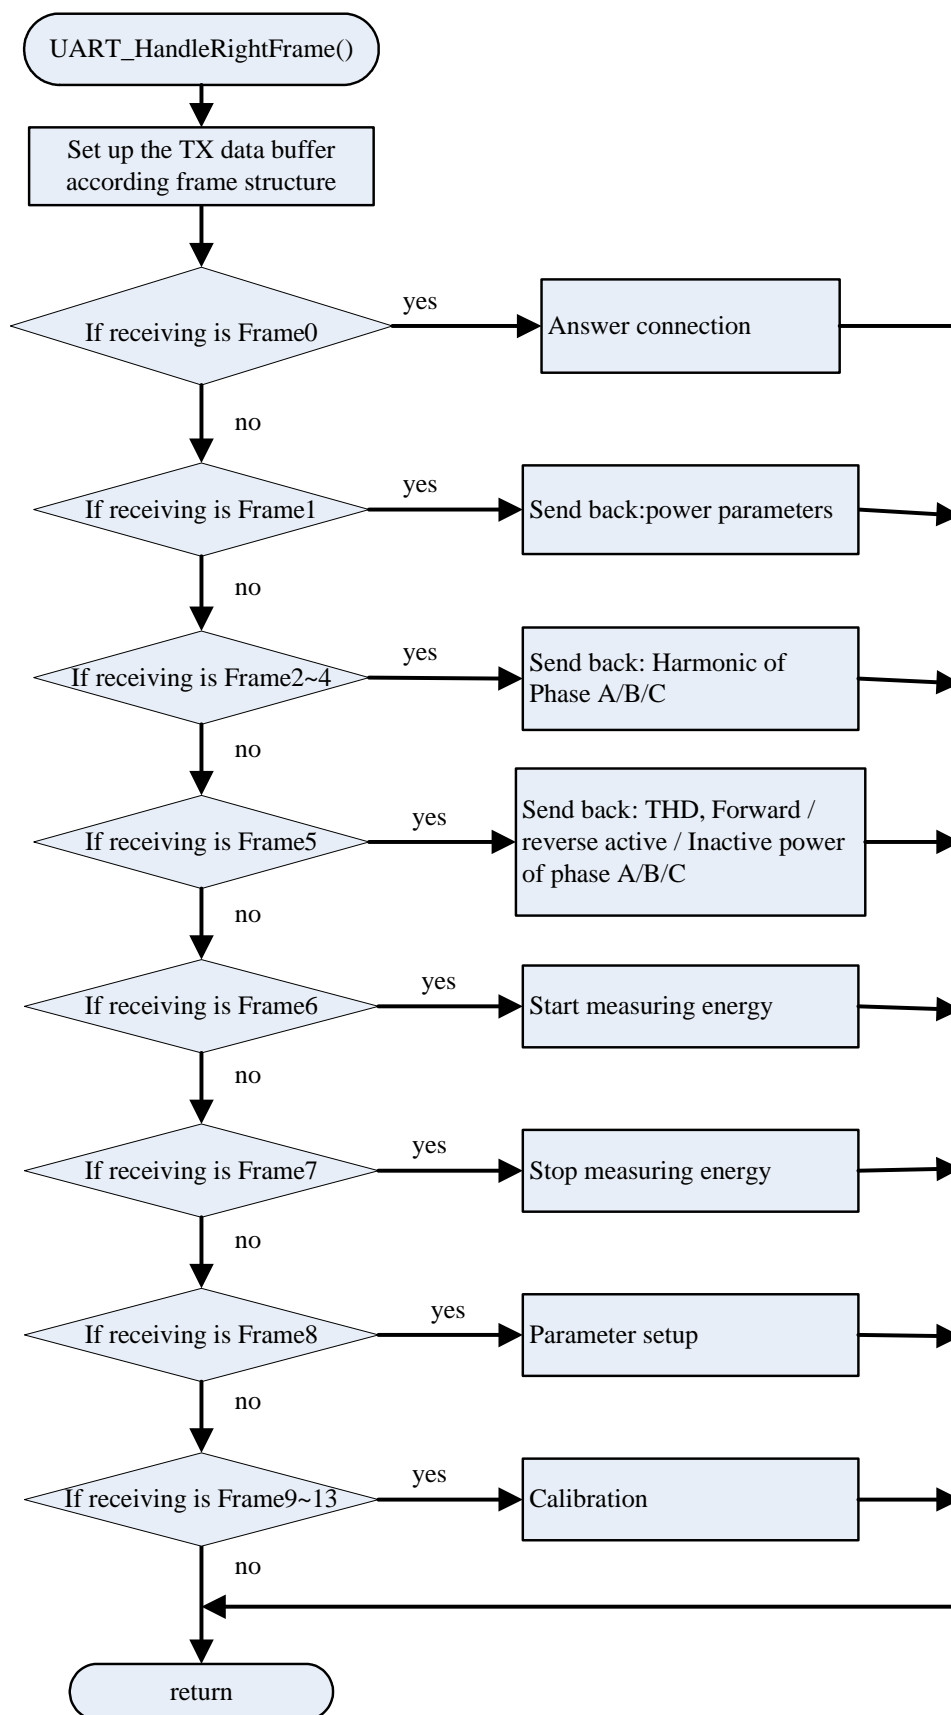 UART_HandleRightFrame()
Set up the TX data buffer
according frame structure
If receiving is Frame0
yes
Answer connection
no
If receiving is Frame1
yes
Send back:power parameters
no
If receiving is Frame2~4
yes
Send back: Harmonic of
Phase A/B/C
no
If receiving is Frame5
yes
Send back: THD, Forward /
reverse active / Inactive power
of phase A/B/C
no
If receiving is Frame6
yes
Start measuring energy
no
If receiving is Frame7
yes
Stop measuring energy
no
If receiving is Frame8
yes
Parameter setup
no
If receiving is Frame9~13
yes
Calibration
no
return